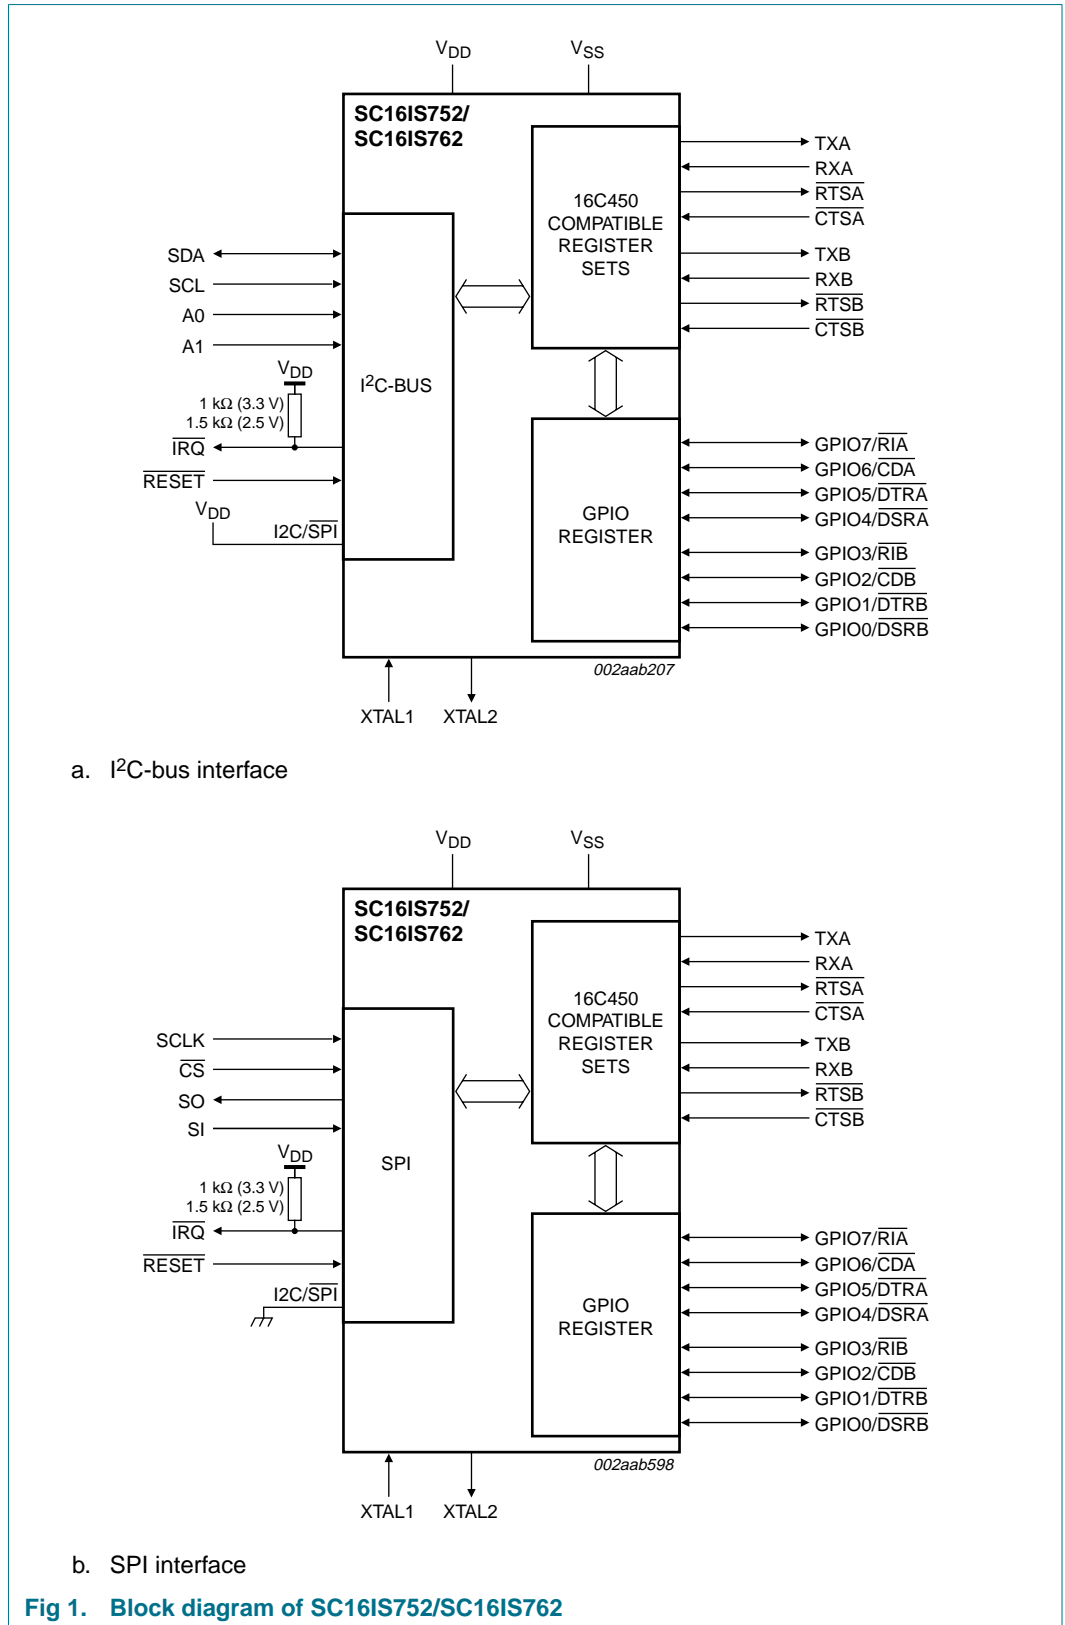 VDD
VSS
SC16IS752/
SC16IS762
16C450
COMPATIBLE
REGISTER
SETS
TXA
RXA
RTSA
CTSA
TXB
RXB
RTSB
CTSB
SDA
SCL
A0
A1
VDD
1 kΩ (3.3 V)
1.5 kΩ (2.5 V)
IRQ
RESET
VDD
I2C/SPI
I2C-BUS
GPIO
REGISTER
GPIO7/RIA
GPIO6/CDA
GPIO5/DTRA
GPIO4/DSRA
GPIO3/RIB
GPIO2/CDB
GPIO1/DTRB
GPIO0/DSRB
002aab207
XTAL1
XTAL2
a. I2C-bus interface
VDD
VSS
SC16IS752/
SC16IS762
16C450
COMPATIBLE
REGISTER
SETS
TXA
RXA
RTSA
CTSA
TXB
RXB
RTSB
CTSB
SCLK
CS
SO
SI
VDD
1 kΩ (3.3 V)
1.5 kΩ (2.5 V)
IRQ
RESET
I2C/SPI
SPI
GPIO
REGISTER
GPIO7/RIA
GPIO6/CDA
GPIO5/DTRA
GPIO4/DSRA
GPIO3/RIB
GPIO2/CDB
GPIO1/DTRB
GPIO0/DSRB
002aab598
XTAL1
XTAL2
b. SPI interface
Fig 1. Block diagram of SC16IS752/SC16IS762